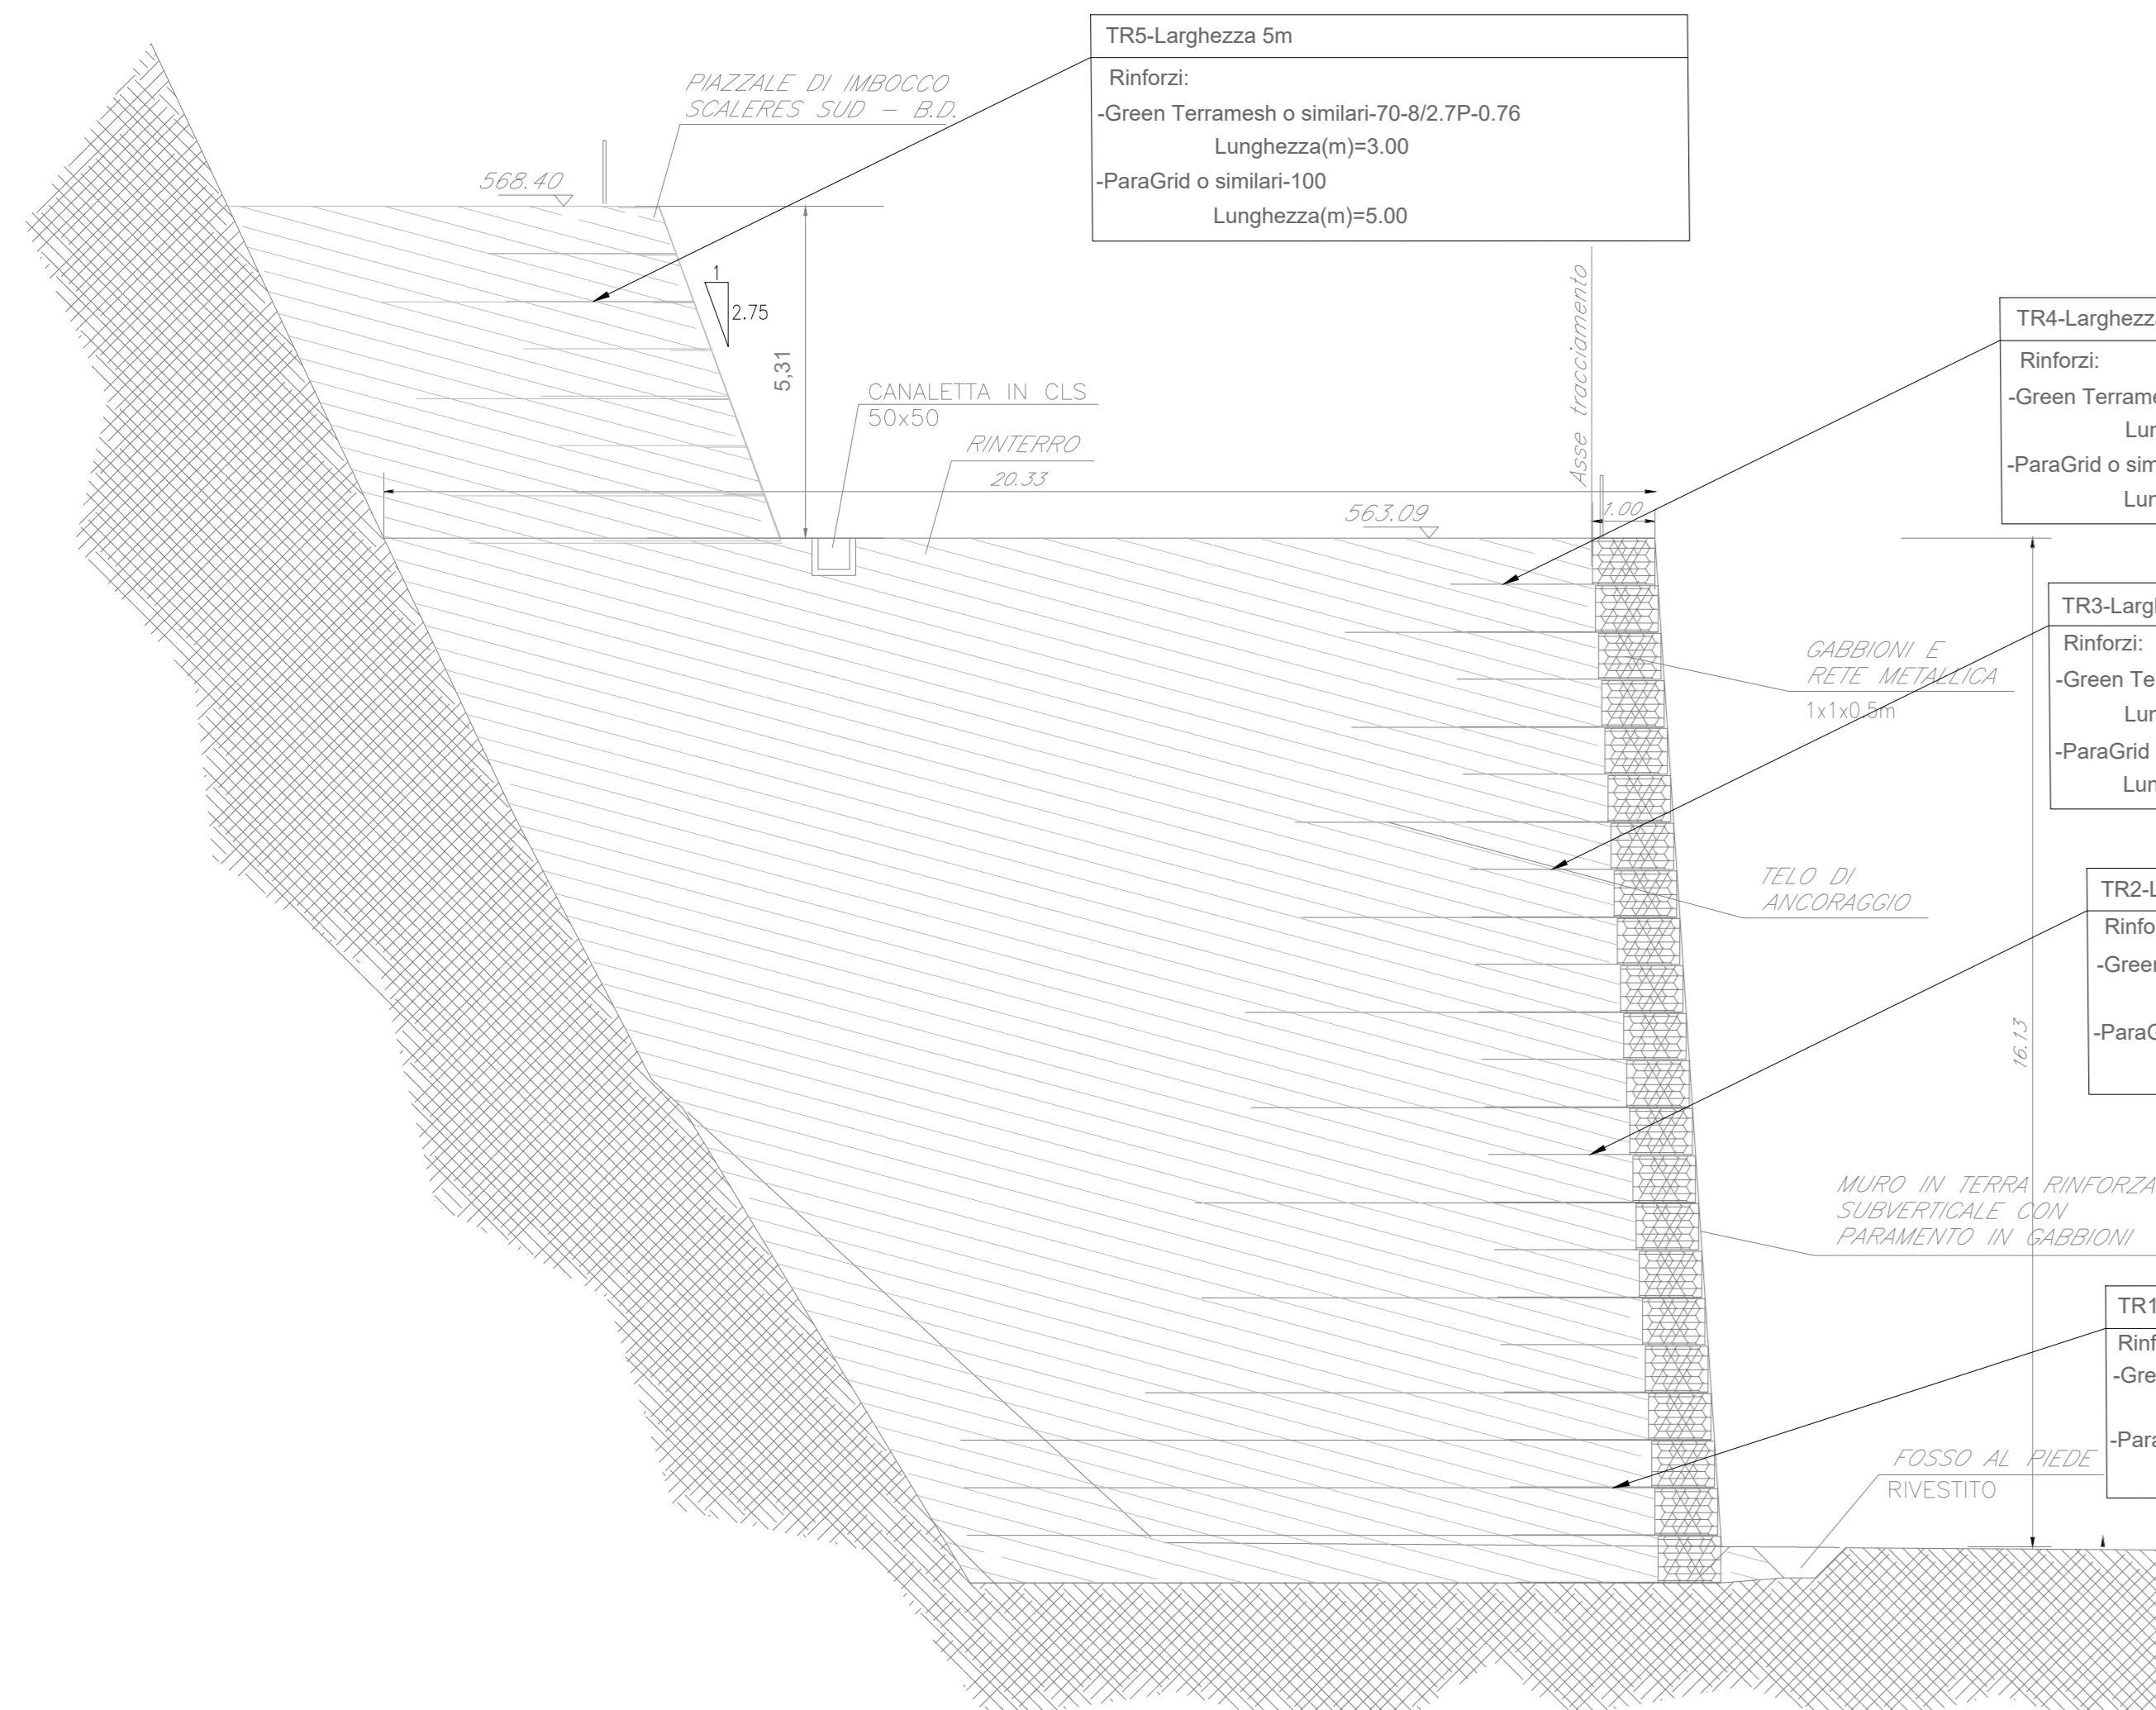 TR5-Larghezza 5m
Rinforzi:
-Green Terramesh o similari-70-8/2.7P-0.76
Lunghezza(m)=3.00
-ParaGrid o similari-100
Lunghezza(m)=5.00
PIAZZALE DI IMBOCCO
SCALERES SUD - B.D.
568.40
1
2.75
5,31
CANALETTA IN CLS
50x50
RINTERRO
20.33
563.09
Asse tracciamento
1.00
TR4-Larghezz
Rinforzi:
-Green Terrame
Lun
-ParaGrid o sim
Lun
TR3-Larg
Rinforzi:
-Green Te
Lun
-ParaGrid
Lun
GABBIONI E
RETE METALLICA
1x1x0.5m
TELO DI
ANCORAGGIO
TR2-L
Rinfo
-Green
-ParaG
16.13
MURO IN TERRA RINFORZA
SUBVERTICALE CON
PARAMENTO IN GABBIONI
TR1
Rinf
-Gre
-Para
FOSSO AL PIEDE
RIVESTITO